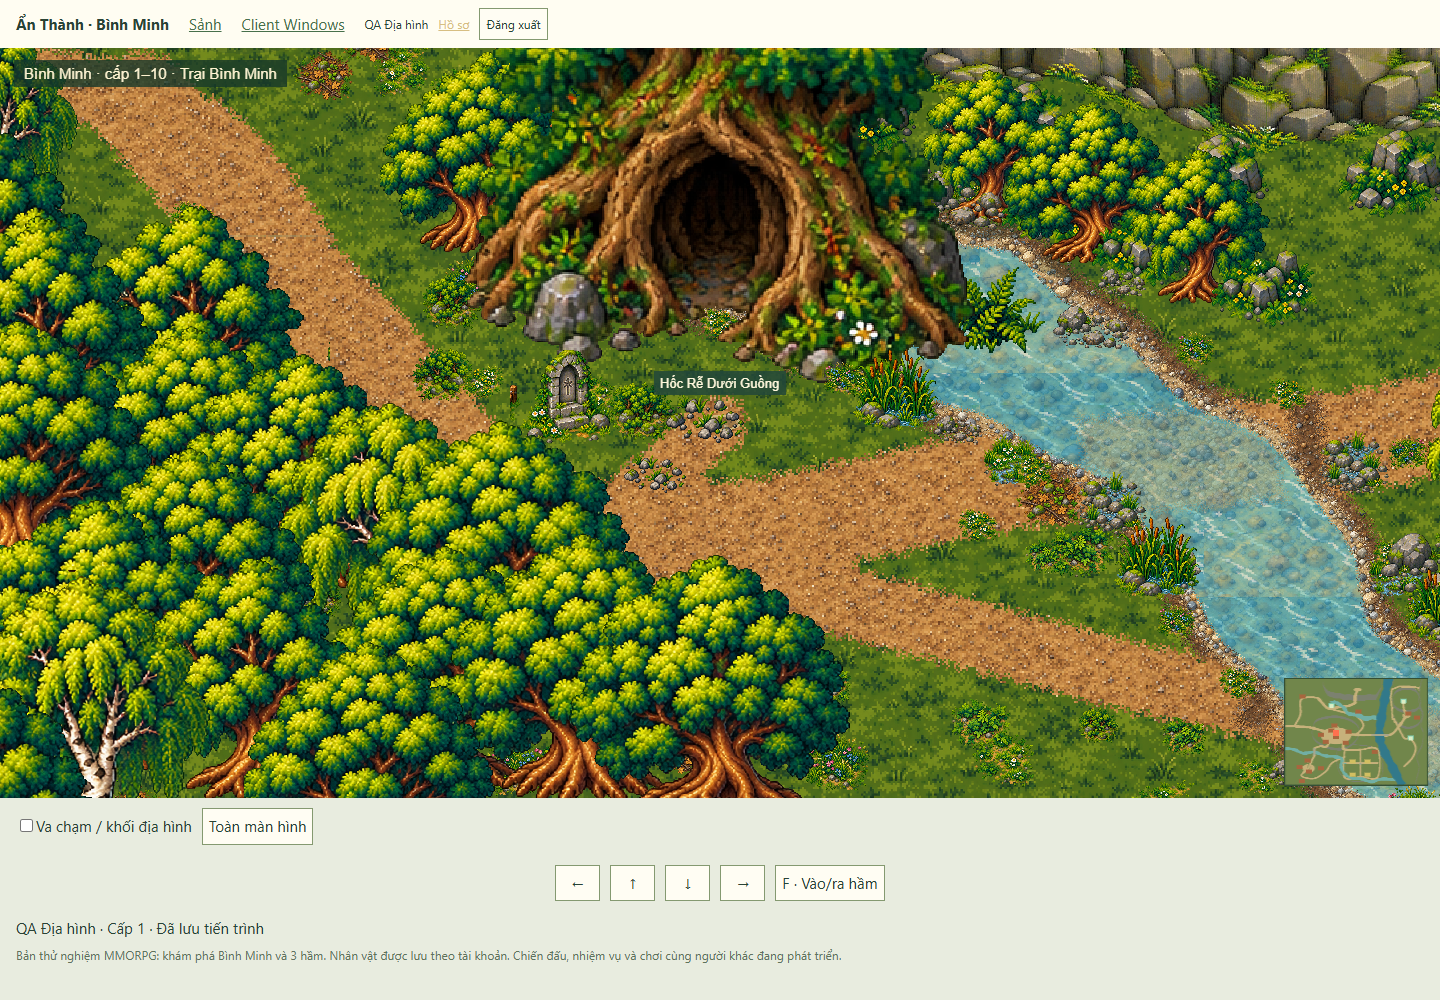 Ẩn Thành · Bình Minh Sảnh Client Windows QA Địa hình Hồ sơ Đăng xuất
Bình Minh · cấp 1–10 · Trại Bình Minh
Hốc Rễ Dưới Guồng
Va chạm / khối địa hình Toàn màn hình
← ↑ ↓ → F · Vào/ra hầm
QA Địa hình · Cấp 1 · Đã lưu tiến trình
Bản thử nghiệm MMORPG: khám phá Bình Minh và 3 hầm. Nhân vật được lưu theo tài khoản. Chiến đấu, nhiệm vụ và chơi cùng người khác đang phát triển.